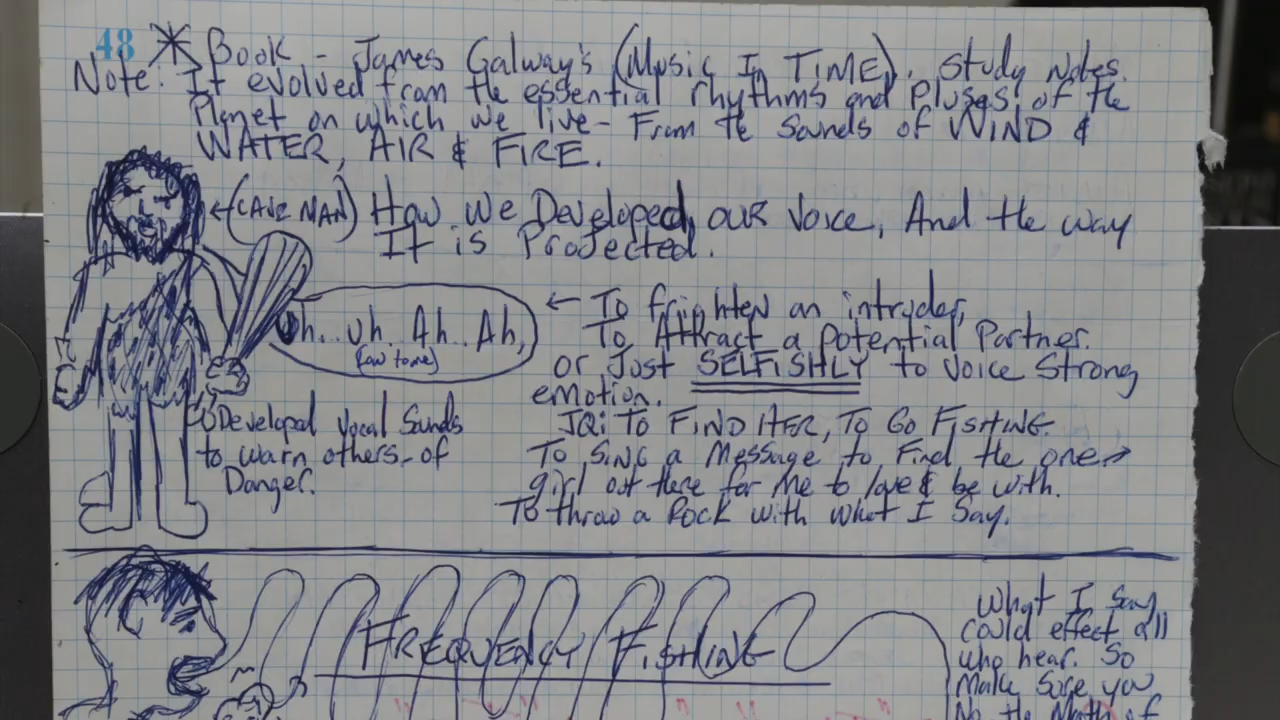 48 * Book - James Galway's (Music In TIME). Study Notes.
Note: It evolved from the essential rhythms and Pluses, of the
Planet on which we live - From the Sounds of WIND &
WATER, AIR & FIRE.
←(CAVE MAN) How we Developed, our voice, And the way
It is Projected.
uh... uh. Ah.. Ah,
(low tone)
← To frighten an intruder,
To Attract a Potential Partner.
or Just SELFISHLY to voice Strong
emotion.
Developed vocal Sands
to warn others- of
Danger.
JQ: TO FIND HER, TO GO FISHING.
To Sing a Message to Find the one→
girl out there for me to love & be with.
To throw a Rock with what I Say.
FREQUENCY FISHING
What I say
could effect all
who hear. So
Make Sure you
No the Math of